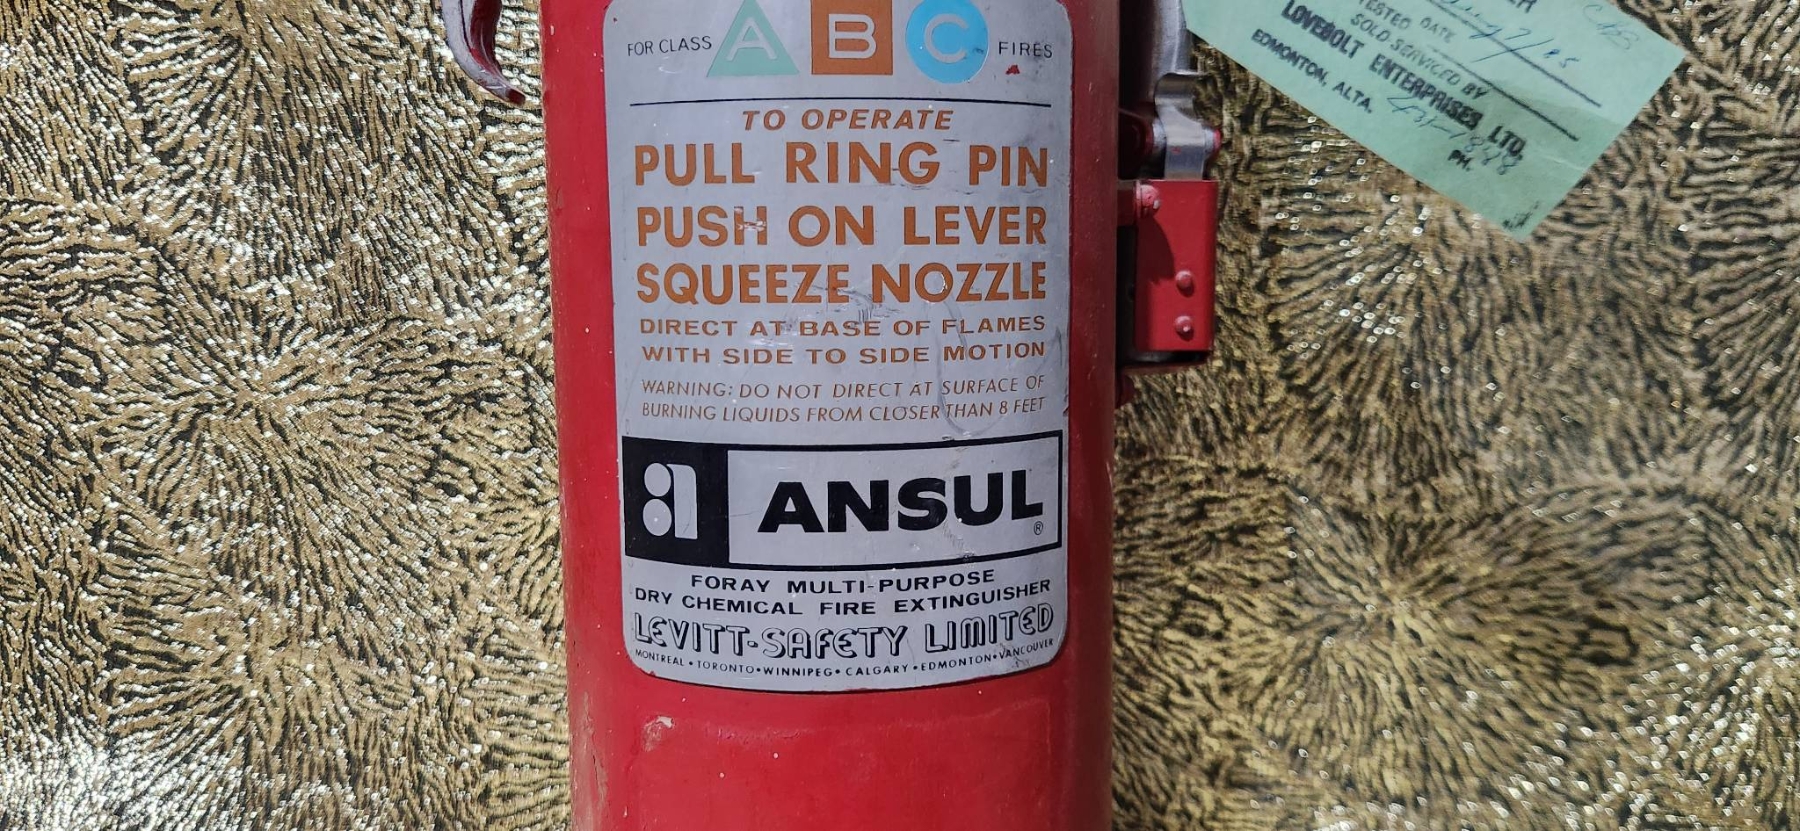 FOR CLASS A B C FIRES
TO OPERATE
PULL RING PIN
PUSH ON LEVER
SQUEEZE NOZZLE
DIRECT AT BASE OF FLAMES
WITH SIDE TO SIDE MOTION
WARNING: DO NOT DIRECT AT SURFACE OF
BURNING LIQUIDS FROM CLOSER THAN 8 FEET
a ANSUL ®
FORAY MULTI-PURPOSE
DRY CHEMICAL FIRE EXTINGUISHER
LEVITT-SAFETY LIMITED
MONTREAL • TORONTO • WINNIPEG • CALGARY • EDMONTON • VANCOUVER
TESTED DATE
SOLD SERVICED BY
LOVEBOLT ENTERPRISES LTD.
EDMONTON, ALTA.
PH.